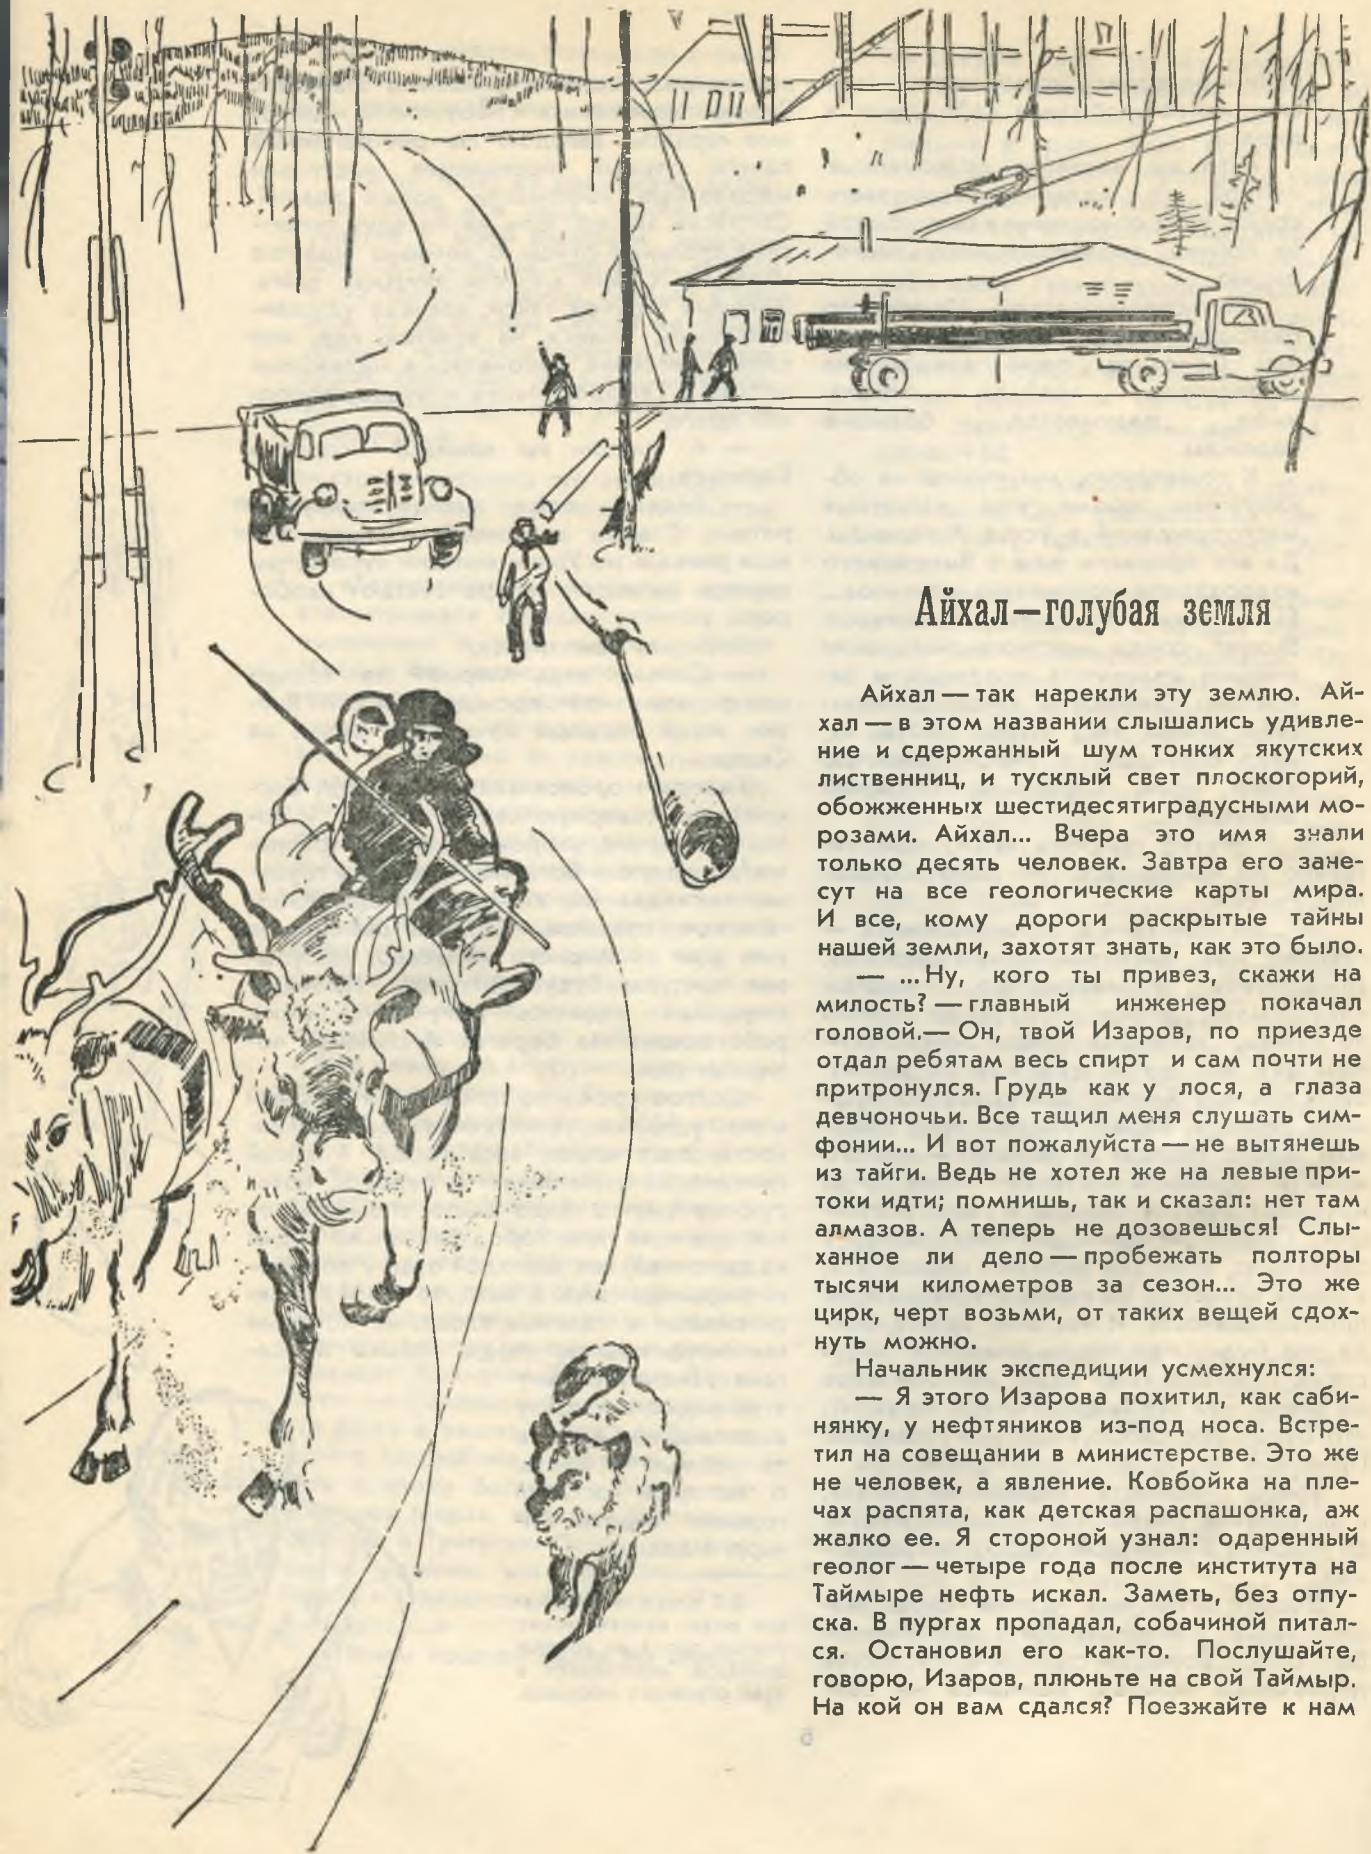 Айхал—голубая земля
Айхал — так нарекли эту землю. Ай-
хал — в этом названии слышались удивле-
ние и сдержанный шум тонких якутских
лиственниц, и тусклый свет плоскогорий,
обожженных шестидесятиградусными мо-
розами. Айхал... Вчера это имя знали
только десять человек. Завтра его зане-
сут на все геологические карты мира.
И все, кому дороги раскрытые тайны
нашей земли, захотят знать, как это было.
— ...Ну, кого ты привез, скажи на
милость? — главный инженер покачал
головой.— Он, твой Изаров, по приезде
отдал ребятам весь спирт и сам почти не
притронулся. Грудь как у лося, а глаза
девчоночьи. Все тащил меня слушать сим-
фонии... И вот пожалуйста — не вытянешь
из тайги. Ведь не хотел же на левые при-
токи идти; помнишь, так и сказал: нет там
алмазов. А теперь не дозовешься! Слы-
ханное ли дело — пробежать полторы
тысячи километров за сезон... Это же
цирк, черт возьми, от таких вещей сдох-
нуть можно.
Начальник экспедиции усмехнулся:
— Я этого Изарова похитил, как саби-
нянку, у нефтяников из-под носа. Встре-
тил на совещании в министерстве. Это же
не человек, а явление. Ковбойка на пле-
чах распята, как детская распашонка, аж
жалко ее. Я стороной узнал: одаренный
геолог — четыре года после института на
Таймыре нефть искал. Заметь, без отпу-
ска. В пургах пропадал, собачиной питал-
ся. Остановил его как-то. Послушайте,
говорю, Изаров, плюньте на свой Таймыр.
На кой он вам сдался? Поезжайте к нам